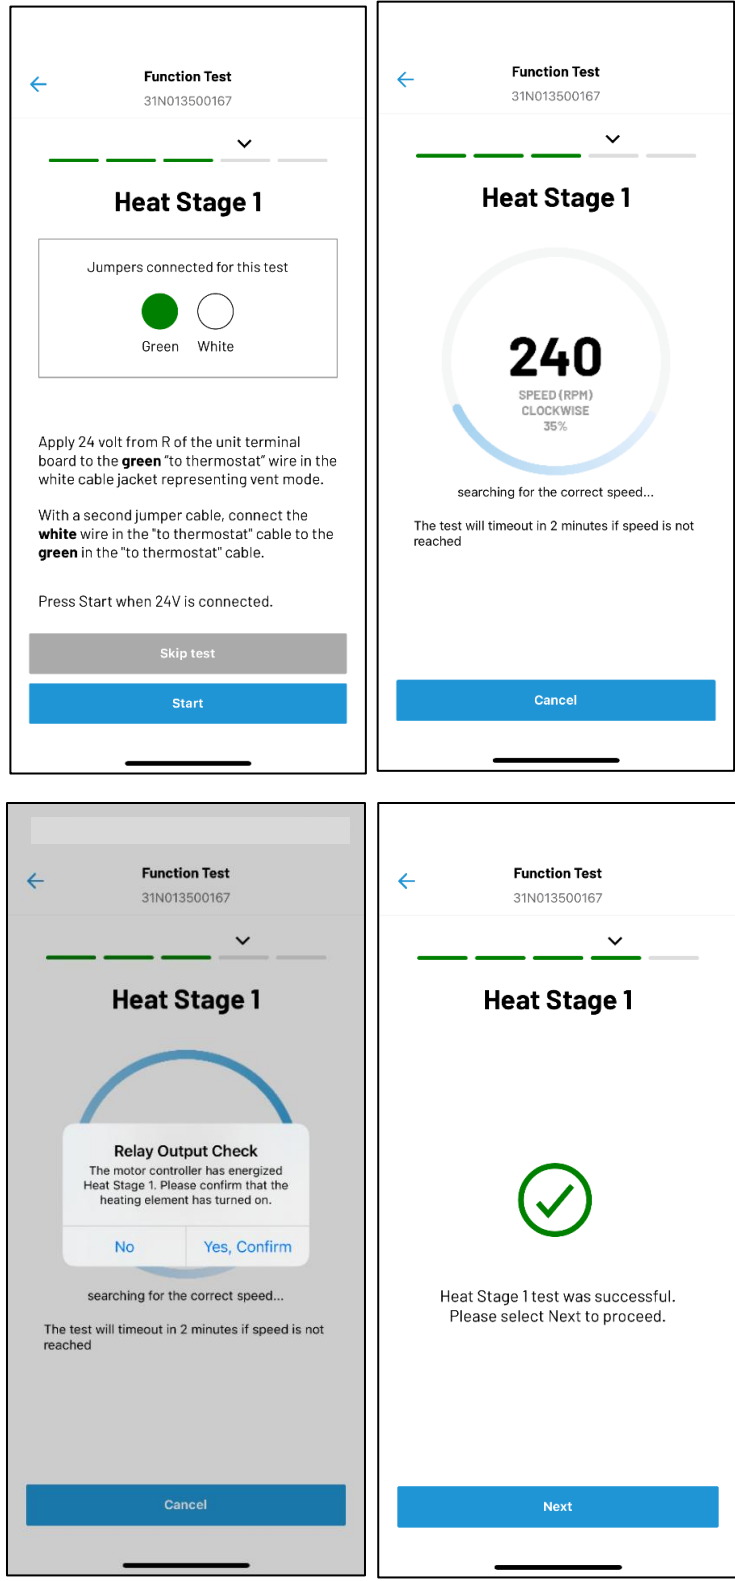 Function Test
31N013500167
Heat Stage 1
Jumpers connected for this test
Green White
Apply 24 volt from R of the unit terminal
board to the green "to thermostat" wire in the
white cable jacket representing vent mode.
With a second jumper cable, connect the
white wire in the "to thermostat" cable to the
green in the "to thermostat" cable.
Press Start when 24V is connected.
Skip test
Start
Function Test
31N013500167
Heat Stage 1
240
SPEED (RPM)
CLOCKWISE
35%
searching for the correct speed...
The test will timeout in 2 minutes if speed is not
reached
Cancel
Function Test
31N013500167
Heat Stage 1
Relay Output Check
The motor controller has energized
Heat Stage 1. Please confirm that the
heating element has turned on.
No Yes, Confirm
searching for the correct speed...
The test will timeout in 2 minutes if speed is not
reached
Cancel
Function Test
31N013500167
Heat Stage 1
Heat Stage 1 test was successful.
Please select Next to proceed.
Next